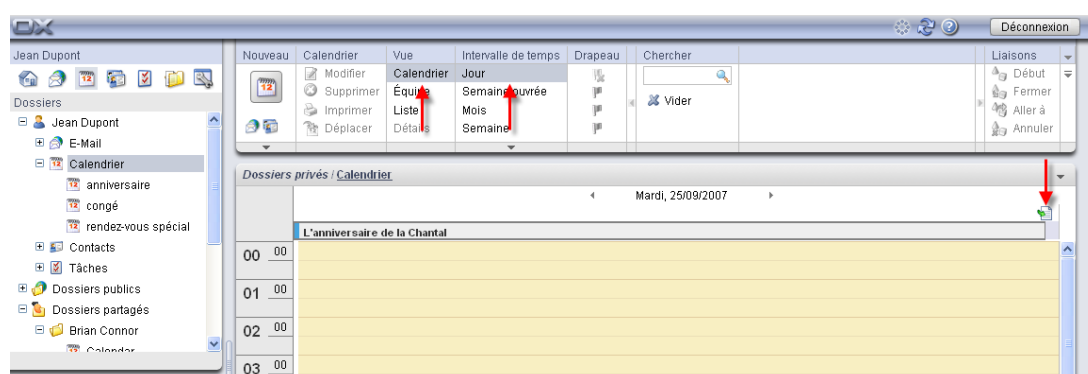 OX
Déconnexion
Jean Dupont
Dossiers
Jean Dupont
E-Mail
Calendrier
anniversaire
congé
rendez-vous spécial
Contacts
Tâches
Dossiers publics
Dossiers partagés
Brian Connor
Calendar
Nouveau
Calendrier
Modifier
Supprimer
Imprimer
Déplacer
Vue
Calendrier
Équipe
Liste
Détails
Intervalle de temps
Jour
Semaine ouvrée
Mois
Semaine
Drapeau
Chercher
Vider
Liaisons
Début
Fermer
Aller à
Annuler
Dossiers privés / Calendrier
Mardi, 25/09/2007
L'anniversaire de la Chantal
00 00
01 00
02 00
03 00